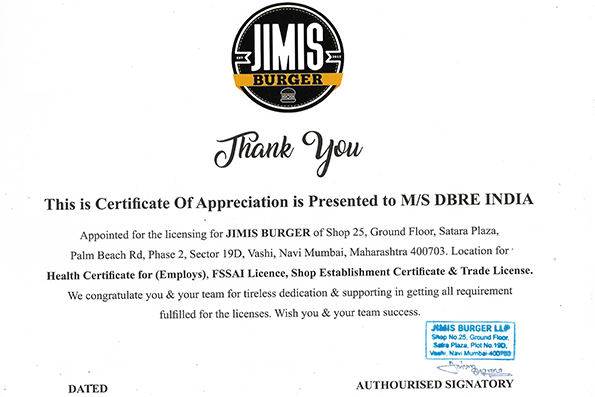 JIMIS
BURGER
Thank You
This is Certificate Of Appreciation is Presented to M/S DBRE INDIA
Appointed for the licensing for JIMIS BURGER of Shop 25, Ground Floor, Satara Plaza,
Palm Beach Rd, Phase 2, Sector 19D, Vashi, Navi Mumbai, Maharashtra 400703. Location for
Health Certificate for (Employs), FSSAI Licence, Shop Establishment Certificate & Trade License.
We congratulate you & your team for tireless dedication & supporting in getting all requirement
fulfilled for the licenses. Wish you & your team success.
JIMIS BURGER LLP
Shop No.25, Ground Floor,
Satra Plaza, Plot No.19D,
Vashi, Navi Mumbai-400703
DATED
AUTHOURISED SIGNATORY